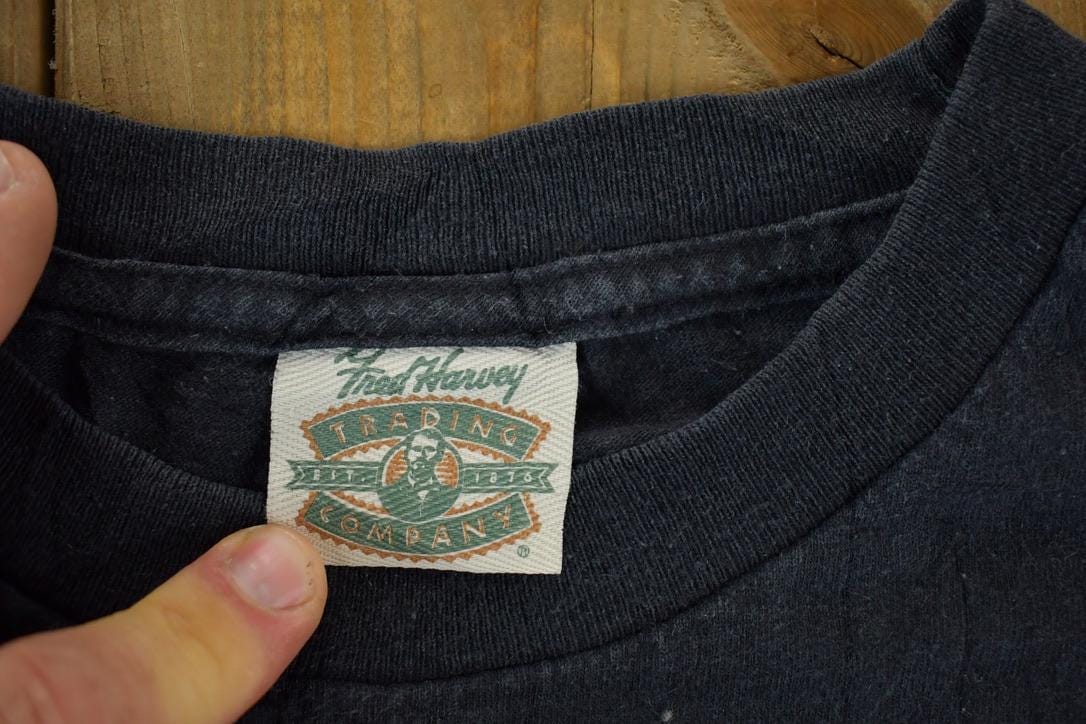 Fred Harvey
TRADING
EST. 1876
COMPANY
®